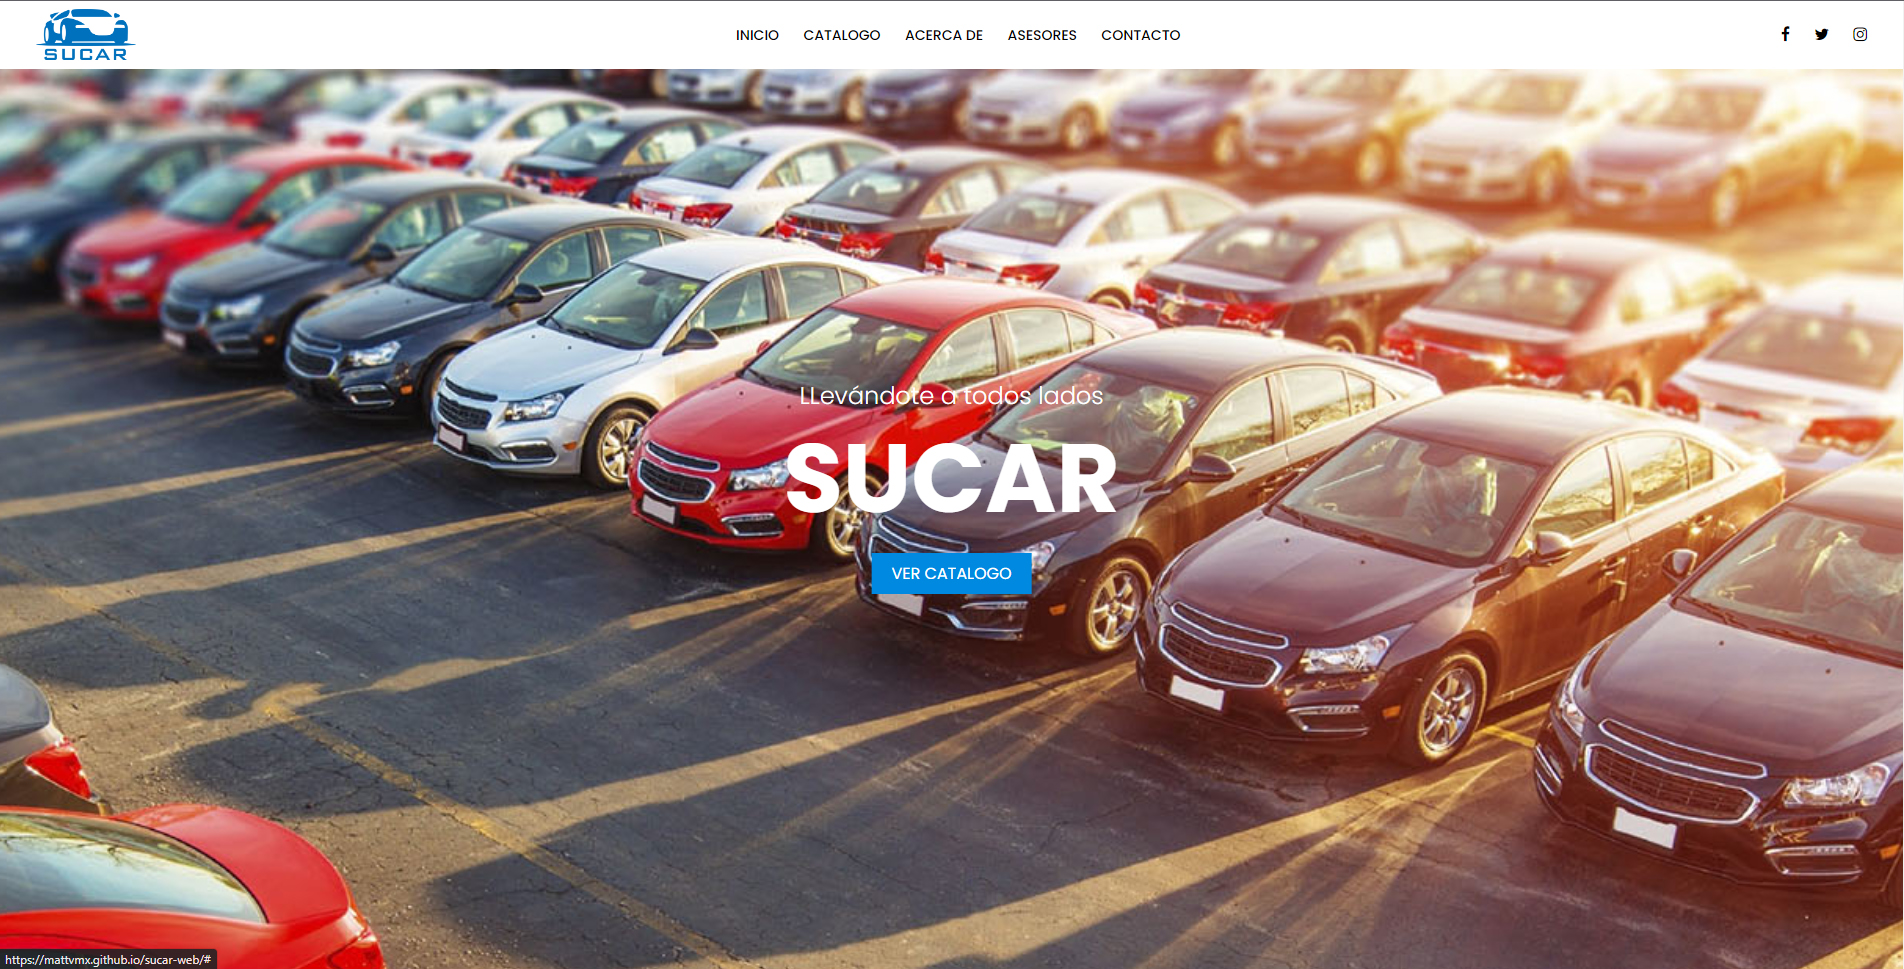 SUCAR
INICIO CATALOGO ACERCA DE ASESORES CONTACTO
LLevándote a todos lados
SUCAR
VER CATALOGO
https://mattvmx.github.io/sucar-web/#